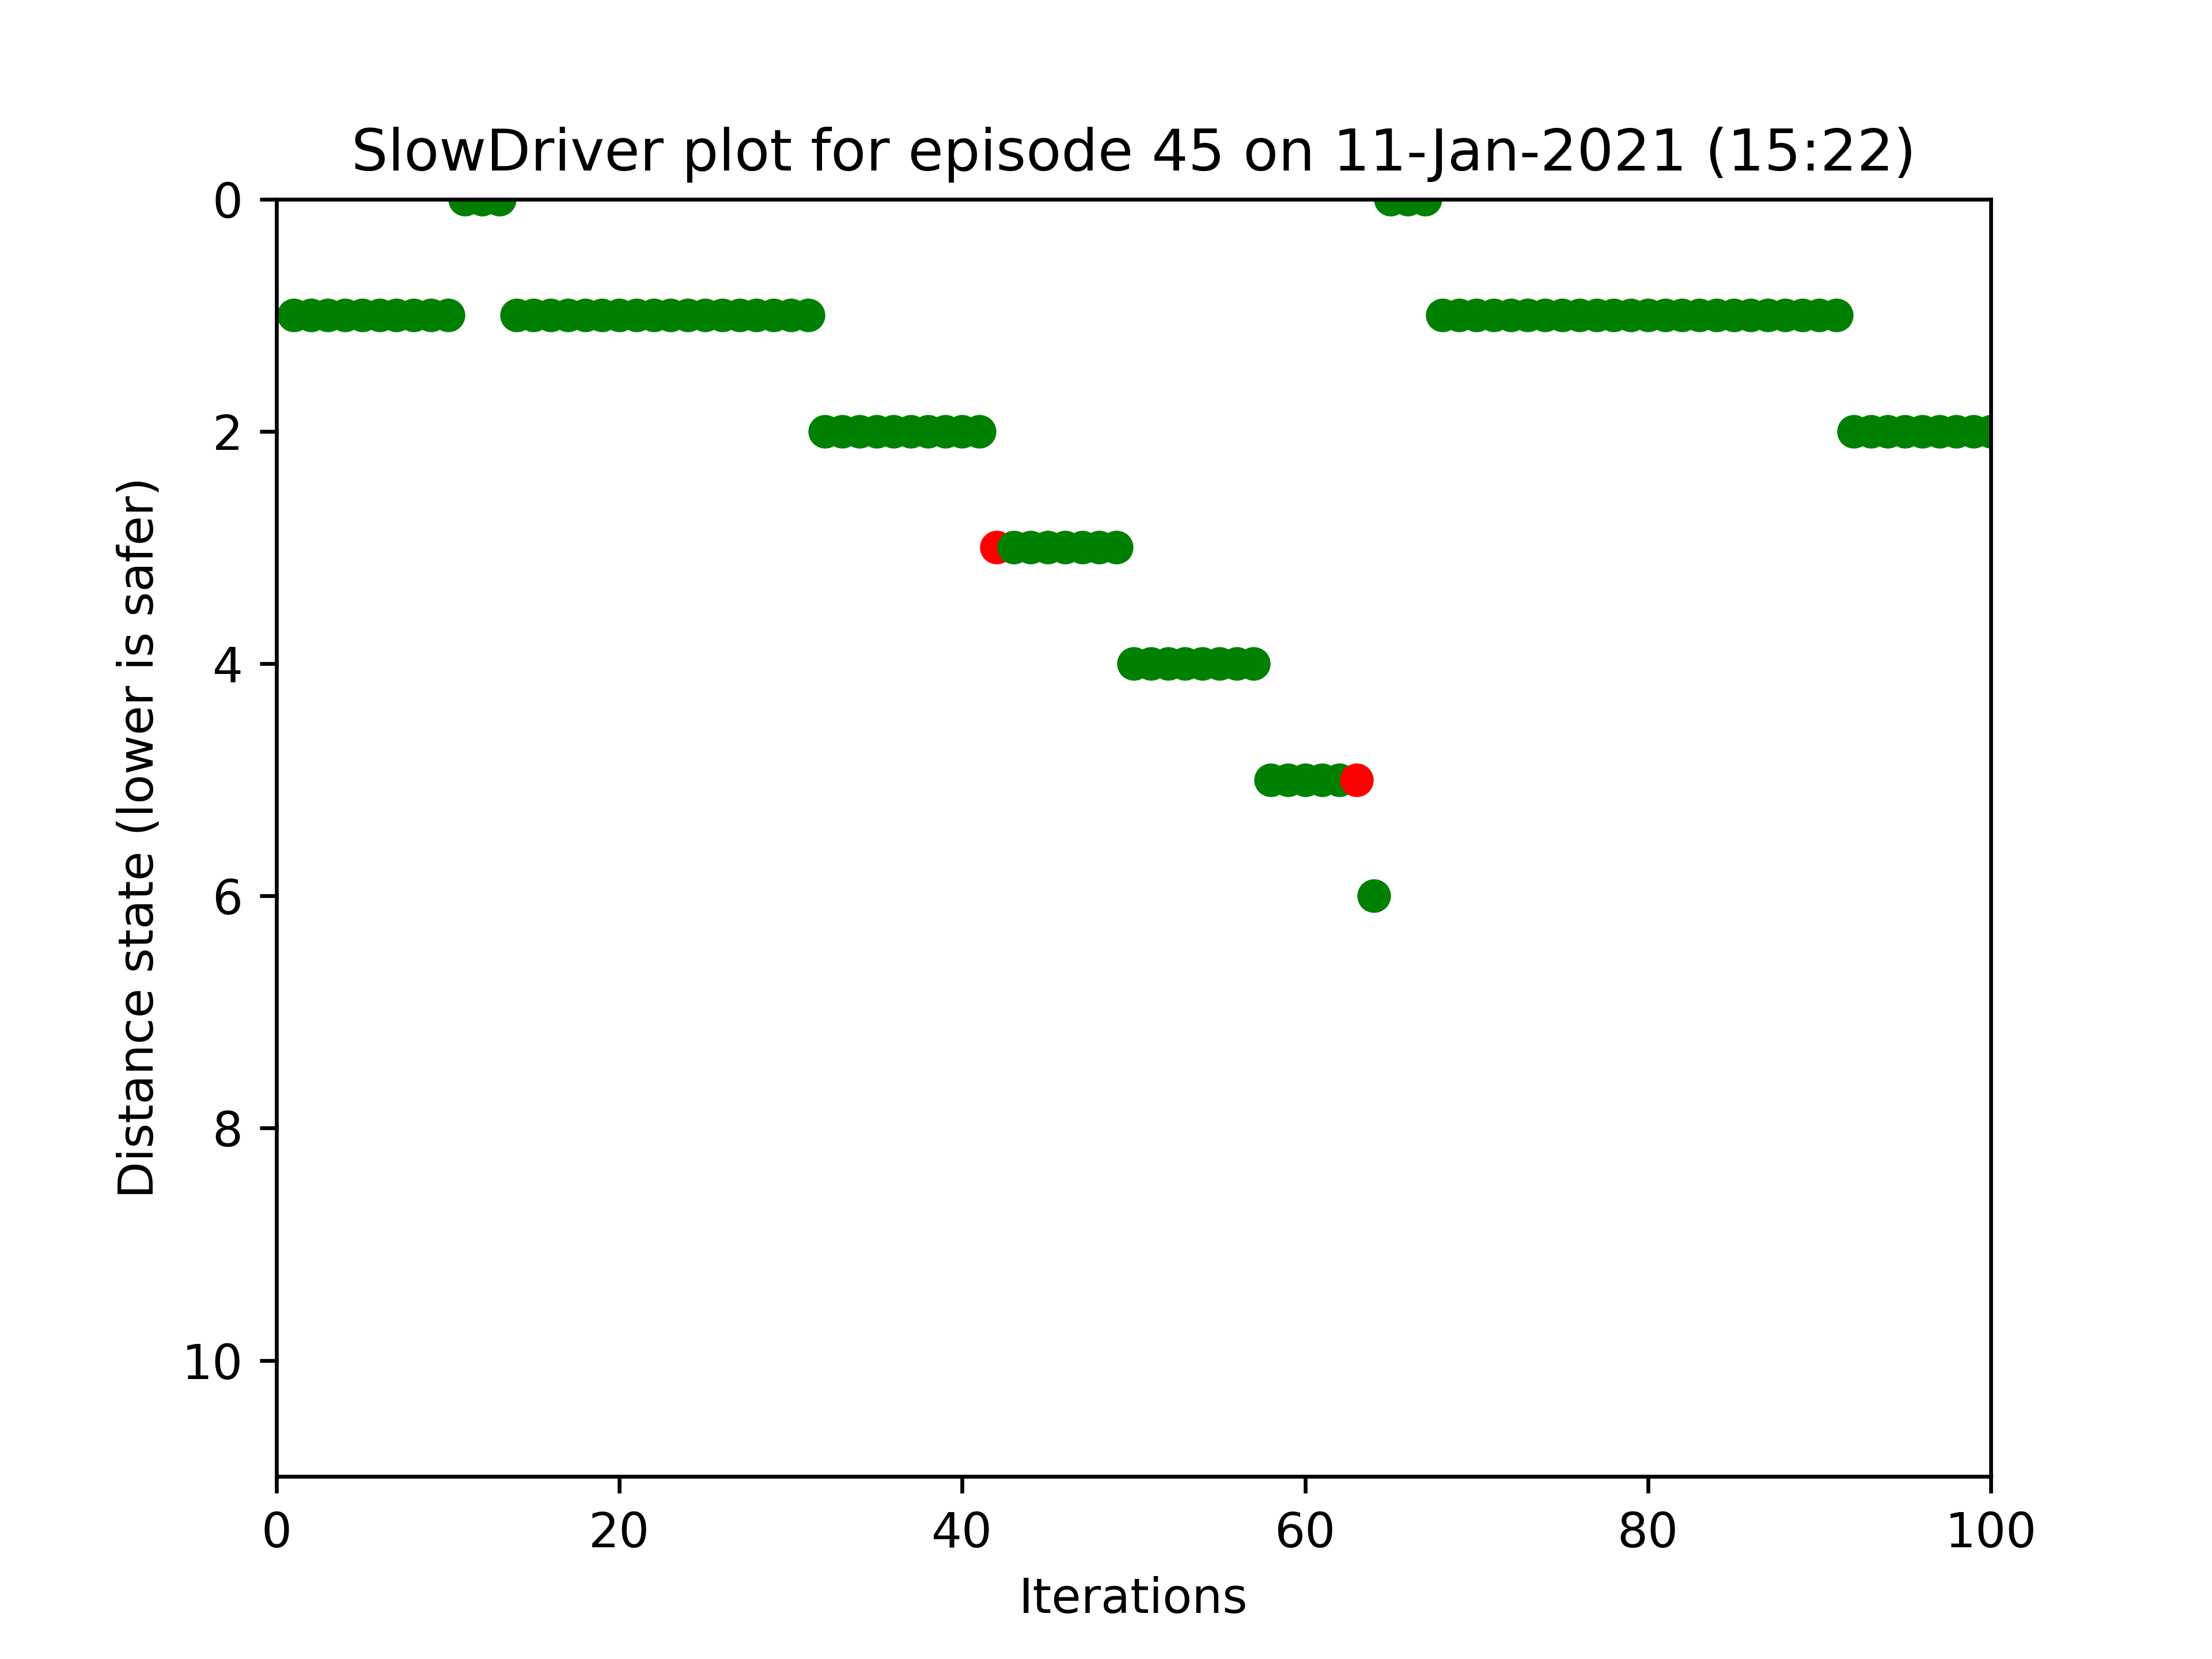 SlowDriver plot for episode 45 on 11-Jan-2021 (15:22)
Distance state (lower is safer)
0
2
4
6
8
10
0 20 40 60 80 100
Iterations